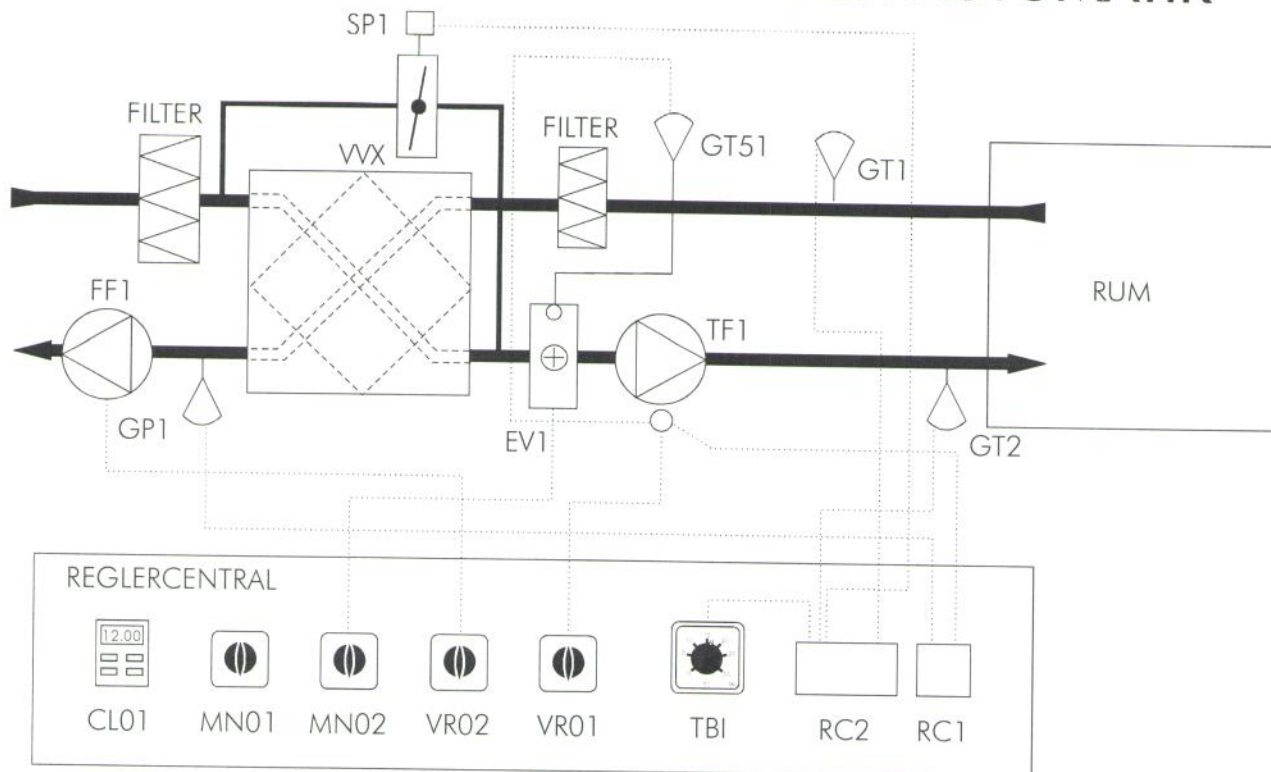 SP1
FILTER
VVX
FILTER
GT51
GT1
RUM
FF1
TF1
GP1
EV1
GT2
REGLERCENTRAL
12.00
CL01
MN01
MN02
VR02
VR01
TBI
RC2
RC1